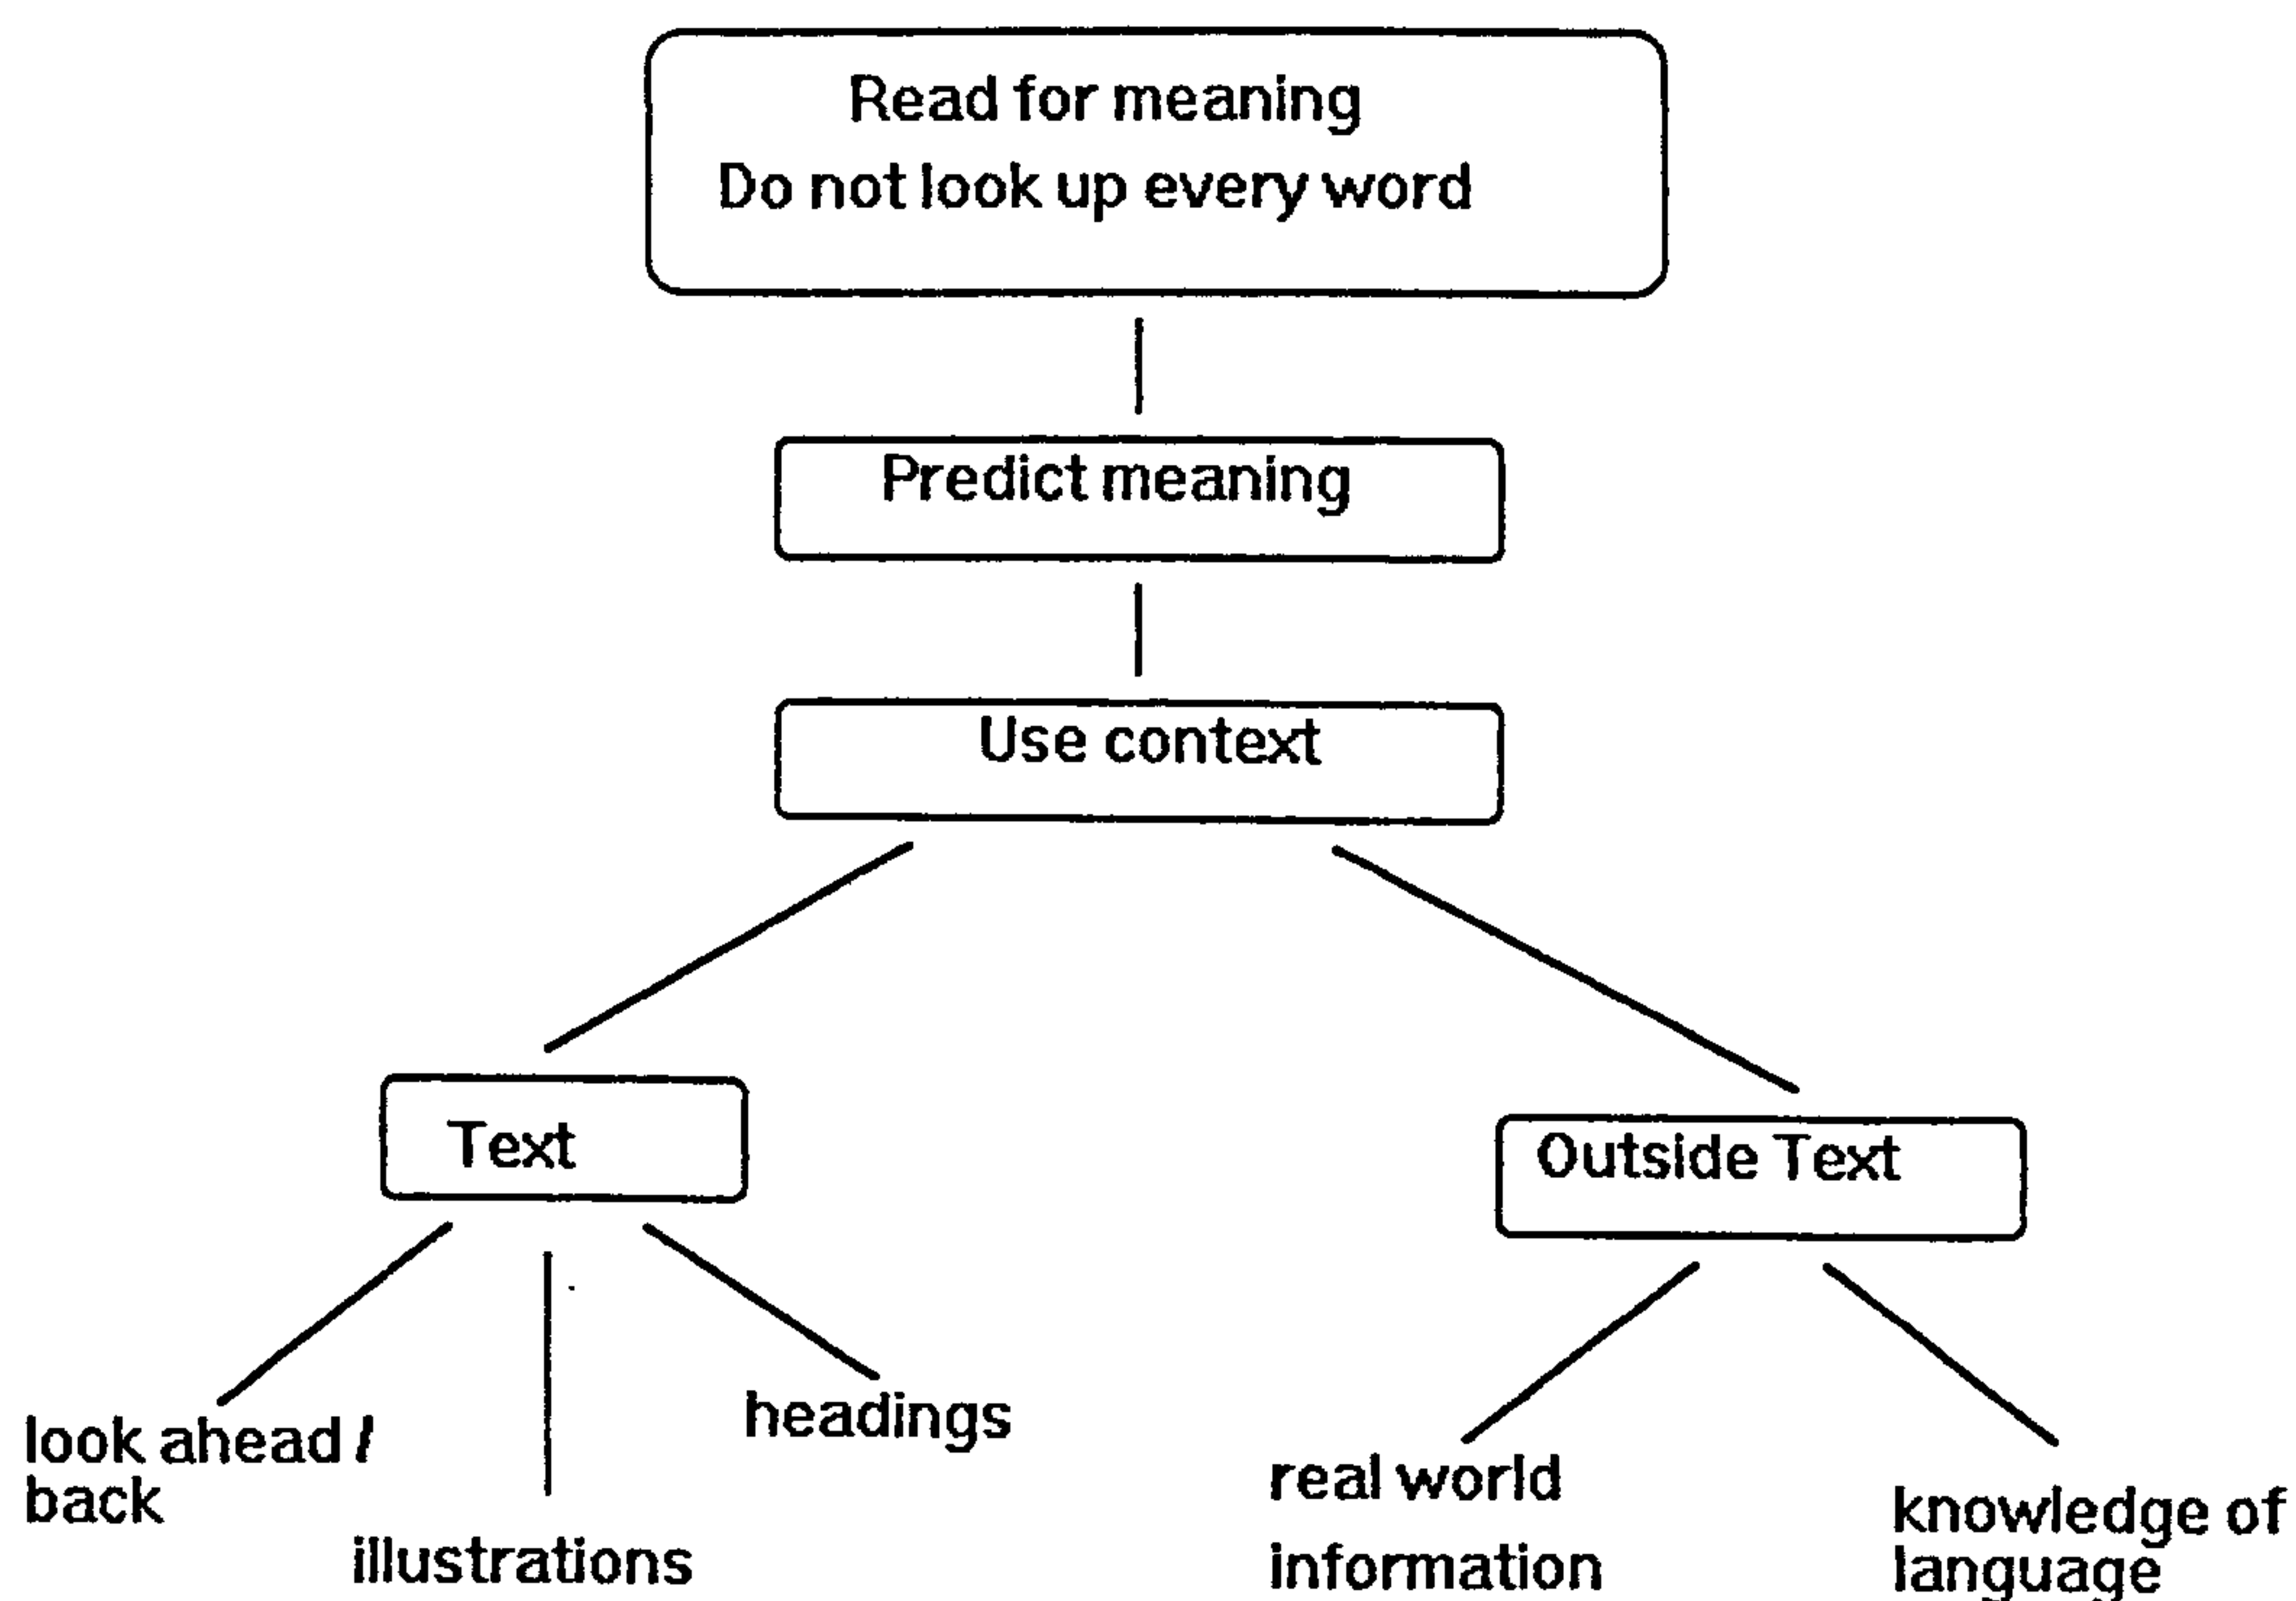 Read for meaning
Do not look up every word
Predict meaning
Use context
Text
Outside Text
look ahead /
back
illustrations
headings
real world
information
knowledge of
language